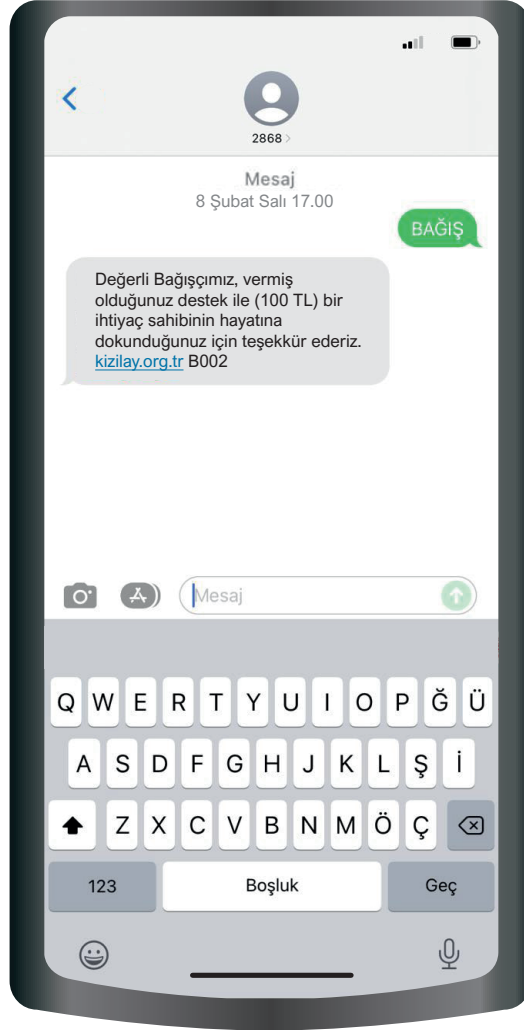 2868
Mesaj
8 Şubat Salı 17.00
BAĞIŞ
Değerli Bağışçımız, vermiş
olduğunuz destek ile (100 TL) bir
ihtiyaç sahibinin hayatına
dokunduğunuz için teşekkür ederiz.
kizilay.org.tr B002
Mesaj
Q W E R T Y U I O P Ğ Ü
A S D F G H J K L Ş İ
Z X C V B N M Ö Ç
123 Boşluk Geç